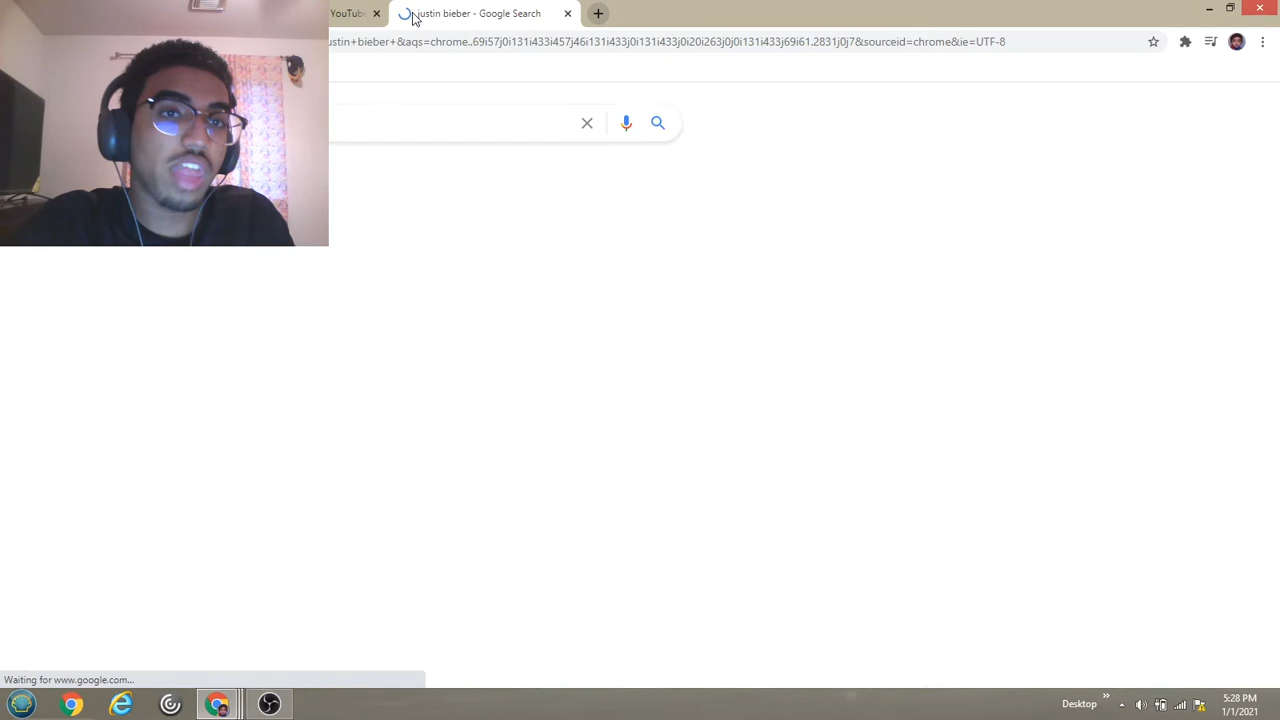 YouTube
justin bieber - Google Search
ustin+bieber+&aqs=chrome..69i57j0i131i433i457j46i131i433j0i131i433j0i20i263j0j0i131i433j69i61.2831j0j7&sourceid=chrome&ie=UTF-8
Waiting for www.google.com...
Desktop
5:28 PM
1/1/2021